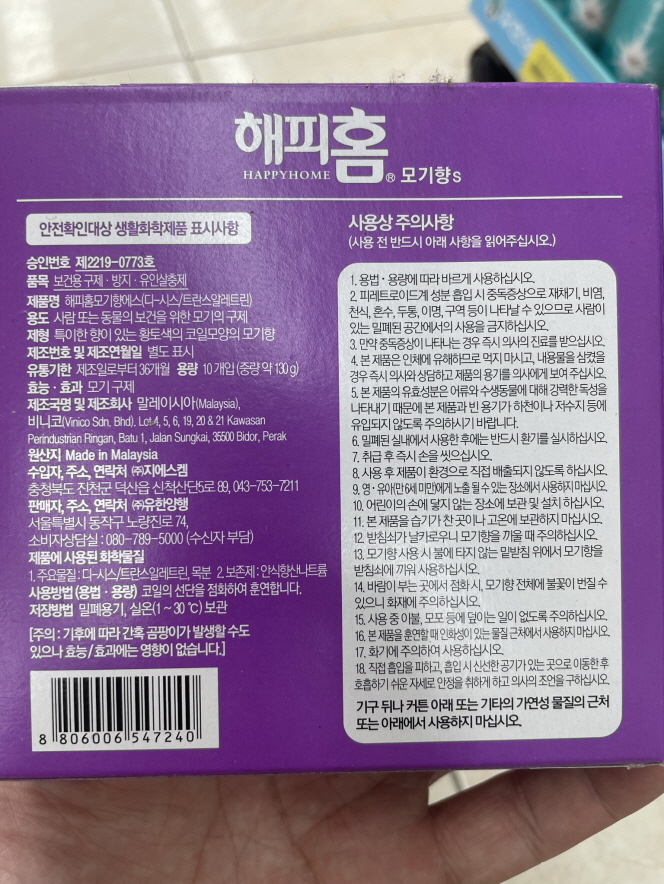 해피홈
HAPPYHOME ® 모기향S
안전확인대상 생활화학제품 표시사항
승인번호 제2219-0773호
품목 보건용 구제·방지·유인살충제
제품명 해피홈모기향에스(디-시스/트란스알레트린)
용도 사람 또는 동물의 보건을 위한 모기의 구제
제형 특이한 향이 있는 황토색의 코일모양의 모기향
제조번호 및 제조연월일 별도 표시
유통기한 제조일로부터 36개월 용량 10개입 (중량 약 130g)
효능·효과 모기 구제
제조국명 및 제조회사 말레이시아(Malaysia),
비니코(Vinico Sdn. Bhd). Lot 4, 5, 6, 19, 20 & 21 Kawasan
Perindustrian Ringan, Batu 1, Jalan Sungkai, 35500 Bidor, Perak
원산지 Made in Malaysia
수입자, 주소, 연락처 ㈜지에스켐
충청북도 진천군 덕산읍 신척산단5로 89, 043-753-7211
판매자, 주소, 연락처 ㈜유한양행
서울특별시 동작구 노량진로 74,
소비자상담실 : 080-789-5000 (수신자 부담)
제품에 사용된 화학물질
1. 주요물질 : 디-시스/트란스알레트린, 목분 2. 보존제 : 안식향산나트륨
사용방법 (용법·용량) 코일의 선단을 점화하여 훈연합니다.
저장방법 밀폐용기, 실온(1~30℃) 보관
[주의 : 기후에 따라 간혹 곰팡이가 발생할 수도
있으나 효능/효과에는 영향이 없습니다.]
8 806006 547240
사용상 주의사항
(사용 전 반드시 아래 사항을 읽어주십시오.)
1. 용법·용량에 따라 바르게 사용하십시오.
2. 피레트로이드계 성분 흡입 시 중독증상으로 재채기, 비염,
천식, 혼수, 두통, 이명, 구역 등이 나타날 수 있으므로 사람이
있는 밀폐된 공간에서의 사용을 금지하십시오.
3. 만약 중독증상이 나타나는 경우 즉시 의사의 진료를 받으십시오.
4. 본 제품은 인체에 유해하므로 먹지 마시고, 내용물을 삼켰을
경우 즉시 의사와 상담하고 제품의 용기를 의사에게 보여 주십시오.
5. 본 제품의 유효성분은 어류와 수생동물에 대해 강력한 독성을
나타내기 때문에 본 제품과 빈 용기가 하천이나 저수지 등에
유입되지 않도록 주의하시기 바랍니다.
6. 밀폐된 실내에서 사용한 후에는 반드시 환기를 실시하십시오.
7. 취급 후 즉시 손을 씻으십시오.
8. 사용 후 제품이 환경으로 직접 배출되지 않도록 하십시오.
9. 영·유아(만 6세 미만)에게 노출 될 수 있는 장소에서 사용하지 마십시오.
10. 어린이의 손에 닿지 않는 장소에 보관 및 설치 하십시오.
11. 본 제품을 습기가 찬 곳이나 고온에 보관하지 마십시오.
12. 받침쇠가 날카로우니 모기향을 끼울 때 주의하십시오.
13. 모기향 사용 시 불에 타지 않는 밑받침 위에서 모기향을
받침쇠에 끼워 사용하십시오.
14. 바람이 부는 곳에서 점화 시, 모기향 전체에 불꽃이 번질 수
있으니 화재에 주의하십시오.
15. 사용 중 이불, 모포 등에 덮이는 일이 없도록 주의하십시오.
16. 본 제품을 훈연할 때 인화성이 있는 물질 근처에서 사용하지 마십시오.
17. 화기에 주의하여 사용하십시오.
18. 직접 흡입을 피하고, 흡입 시 신선한 공기가 있는 곳으로 이동한 후
호흡하기 쉬운 자세로 안정을 취하게 하고 의사의 조언을 구하십시오.
가구 뒤나 커튼 아래 또는 기타의 가연성 물질의 근처
또는 아래에서 사용하지 마십시오.